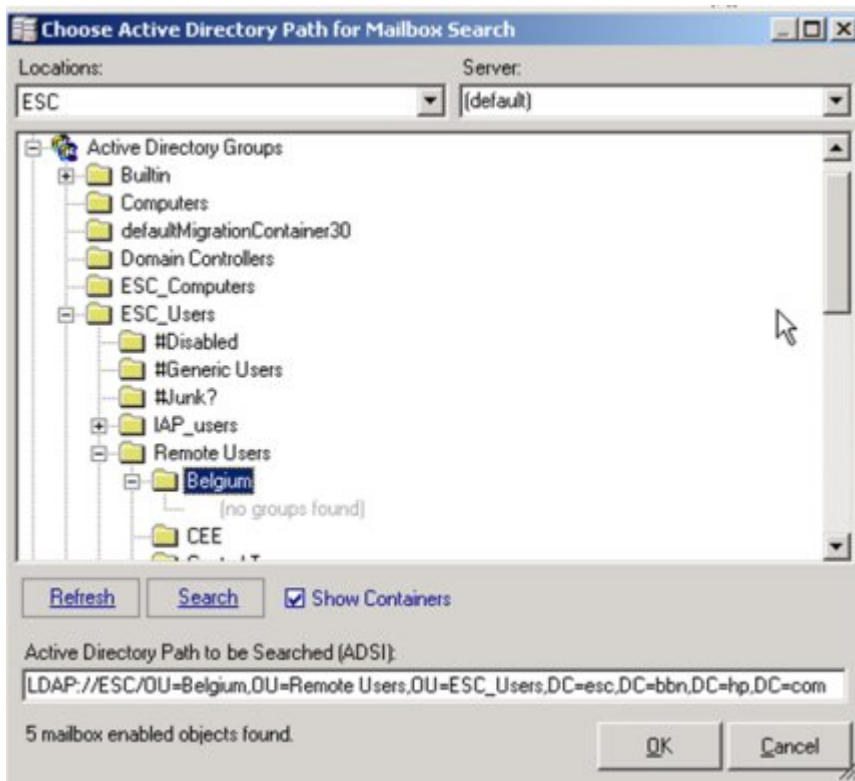 Choose Active Directory Path for Mailbox Search
Locations: Server:
ESC (default)
Active Directory Groups
Builtin
Computers
defaultMigrationContainer30
Domain Controllers
ESC_Computers
ESC_Users
#Disabled
#Generic Users
#Junk?
IAP_users
Remote Users
Belgium
(no groups found)
CEE
Refresh Search Show Containers
Active Directory Path to be Searched (ADSI):
LDAP://ESC/OU=Belgium,OU=Remote Users,OU=ESC_Users,DC=esc,DC=bbn,DC=hp,DC=com
5 mailbox enabled objects found.
OK Cancel